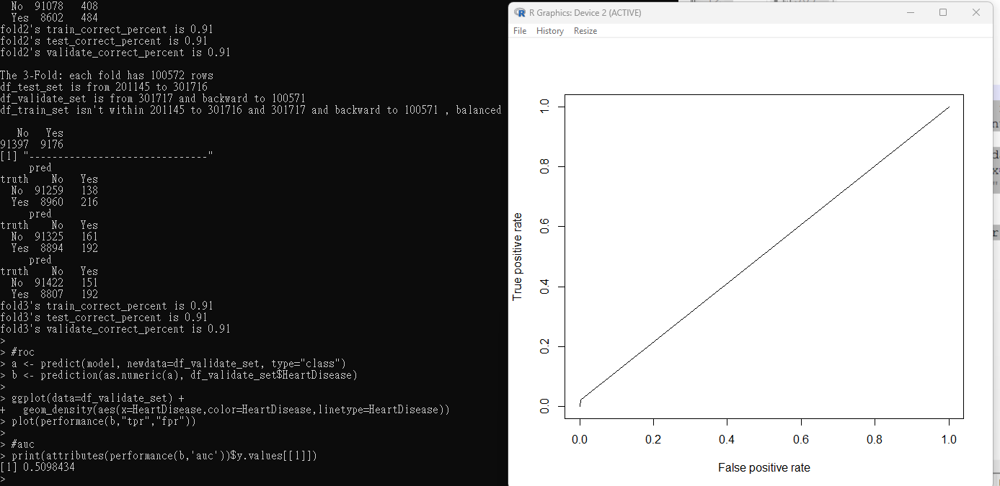 No  91078   408
Yes  8602   484
fold2's train_correct_percent is 0.91
fold2's test_correct_percent is 0.91
fold2's validate_correct_percent is 0.91
The 3-Fold: each fold has 100572 rows
df_test_set is from 201145 to 301716
df_validate_set is from 301717 and backward to 100571
df_train_set isn't within 201145 to 301716 and 301717 and backward to 100571 , balanced
No   Yes
91397  9176
[1] "-------------------------------"
pred
truth    No   Yes
No  91259   138
Yes  8960   216
pred
truth    No   Yes
No  91325   161
Yes  8894   192
pred
truth    No   Yes
No  91422   151
Yes  8807   192
fold3's train_correct_percent is 0.91
fold3's test_correct_percent is 0.91
fold3's validate_correct_percent is 0.91
>
> #roc
> a <- predict(model, newdata=df_validate_set, type="class")
> b <- prediction(as.numeric(a), df_validate_set$HeartDisease)
>
> ggplot(data=df_validate_set) +
+   geom_density(aes(x=HeartDisease,color=HeartDisease,linetype=HeartDisease))
> plot(performance(b,"tpr","fpr"))
>
> #auc
> print(attributes(performance(b,'auc'))$y.values[[1]])
[1] 0.5098434
>
R Graphics: Device 2 (ACTIVE)
File History Resize
True positive rate
1.0
0.8
0.6
0.4
0.2
0.0
0.0 0.2 0.4 0.6 0.8 1.0
False positive rate